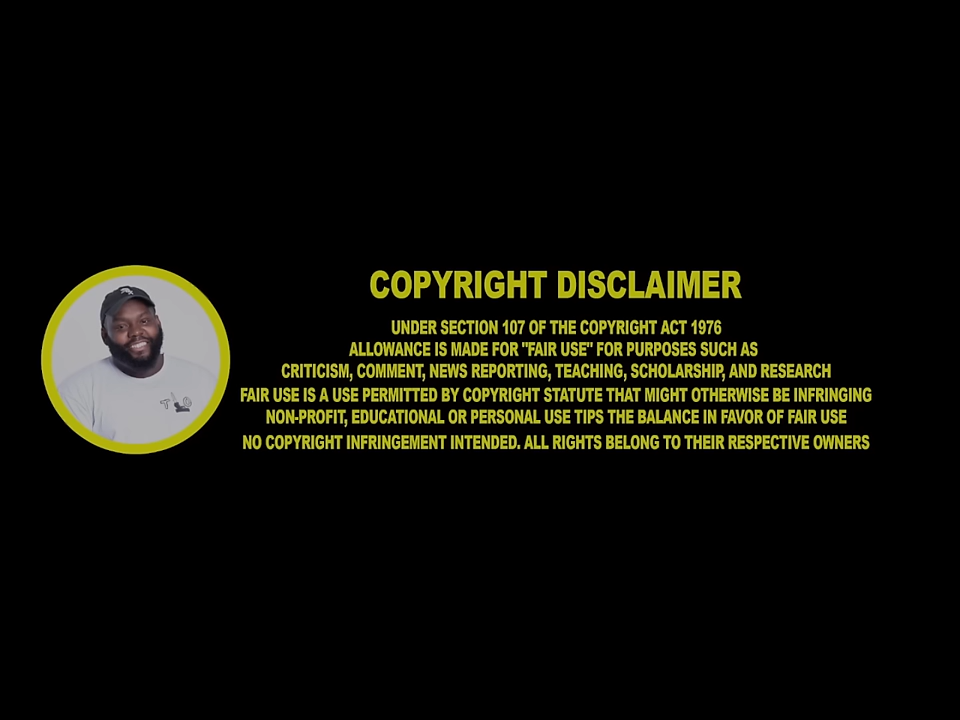 COPYRIGHT DISCLAIMER
UNDER SECTION 107 OF THE COPYRIGHT ACT 1976
ALLOWANCE IS MADE FOR "FAIR USE" FOR PURPOSES SUCH AS
CRITICISM, COMMENT, NEWS REPORTING, TEACHING, SCHOLARSHIP, AND RESEARCH
FAIR USE IS A USE PERMITTED BY COPYRIGHT STATUTE THAT MIGHT OTHERWISE BE INFRINGING
NON-PROFIT, EDUCATIONAL OR PERSONAL USE TIPS THE BALANCE IN FAVOR OF FAIR USE
NO COPYRIGHT INFRINGEMENT INTENDED. ALL RIGHTS BELONG TO THEIR RESPECTIVE OWNERS